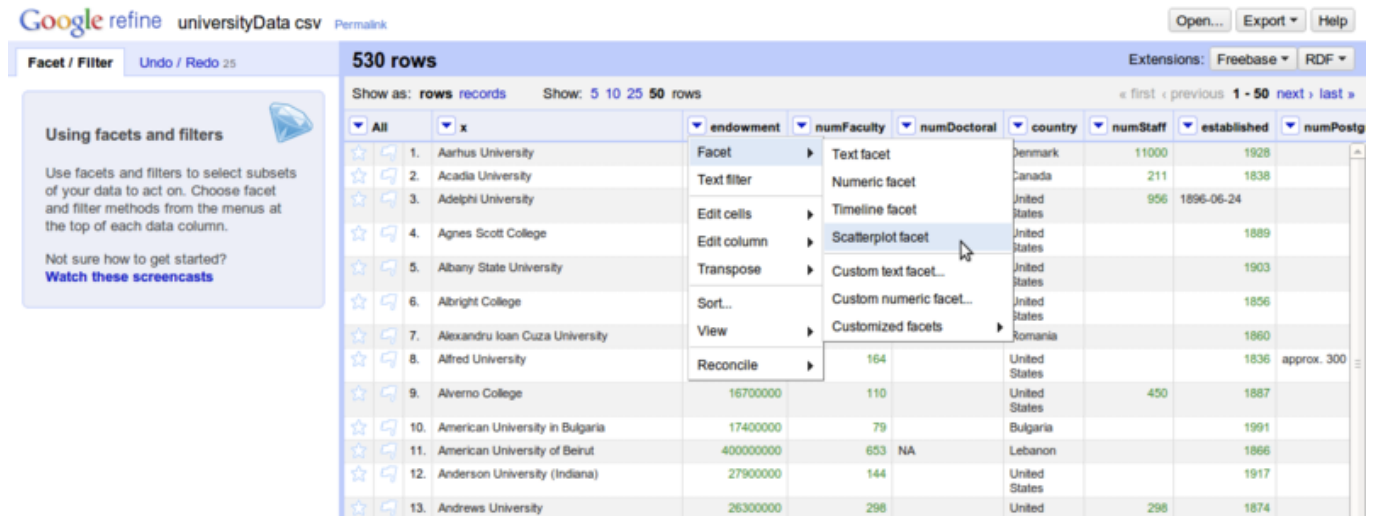 Google refine universityData csv Permalink Open... Export Help
Facet / Filter Undo / Redo 25 530 rows Extensions: Freebase RDF
Show as: rows records Show: 5 10 25 50 rows « first ‹ previous 1 - 50 next › last »
Using facets and filters
Use facets and filters to select subsets
of your data to act on. Choose facet
and filter methods from the menus at
the top of each data column.
Not sure how to get started?
Watch these screencasts
All x endowment numFaculty numDoctoral country numStaff established numPostg
1. Aarhus University Denmark 11000 1928
2. Acadia University Canada 211 1838
3. Adelphi University United States 956 1896-06-24
4. Agnes Scott College United States 1889
5. Albany State University United States 1903
6. Albright College United States 1856
7. Alexandru Ioan Cuza University Romania 1860
8. Alfred University 164 United States 1836 approx. 300
9. Alverno College 16700000 110 United States 450 1887
10. American University in Bulgaria 17400000 79 Bulgaria 1991
11. American University of Beirut 400000000 653 NA Lebanon 1866
12. Anderson University (Indiana) 27900000 144 United States 1917
13. Andrews University 26300000 298 United 298 1874
Facet
Text filter
Edit cells
Edit column
Transpose
Sort...
View
Reconcile
Text facet
Numeric facet
Timeline facet
Scatterplot facet
Custom text facet...
Custom numeric facet...
Customized facets